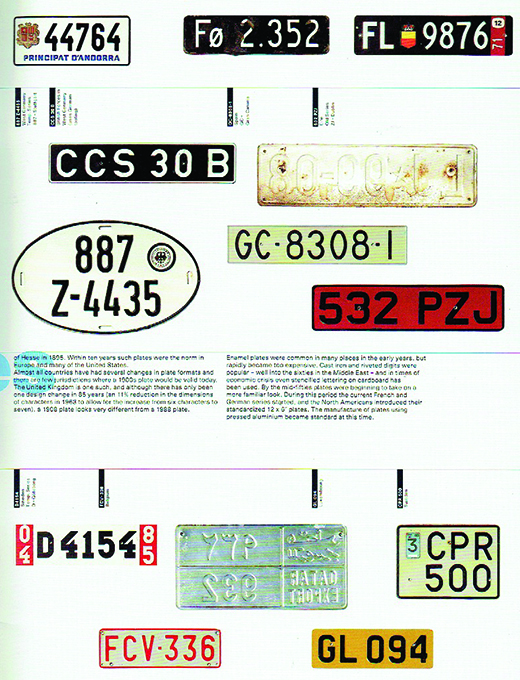 44764
PRINCIPAT D'ANDORRA
Fø 2.352
FL 9876 12 71
CCS 30 B
887
Z-4435
GC-8308-I
532 PZJ
of Hesse in 1896. Within ten years such plates were the norm in
Europe and many of the United States.
Almost all countries have had several changes in plate formats and
there are few jurisdictions where a 1900s plate would be valid today.
The United Kingdom is one such, and although there has only been
one design change in 85 years (an 11% reduction in the dimensions
of characters in 1963 to allow for the increase from six characters to
seven), a 1908 plate looks very different from a 1988 plate.
Enamel plates were common in many places in the early years, but
rapidly became too expensive. Cast iron and riveted digits were
popular – well into the sixties in the Middle East – and in times of
economic crisis even stencilled lettering on cardboard has
been used. By the mid-fifties plates were beginning to take on a
more familiar look. During this period the current French and
German series started, and the North Americans introduced their
standardized 12 x 6" plates. The manufacture of plates using
pressed aluminium became standard at this time.
04 D4154 85
932
QATAR
EXPORT
3 CPR
500
FCV-336
GL 094